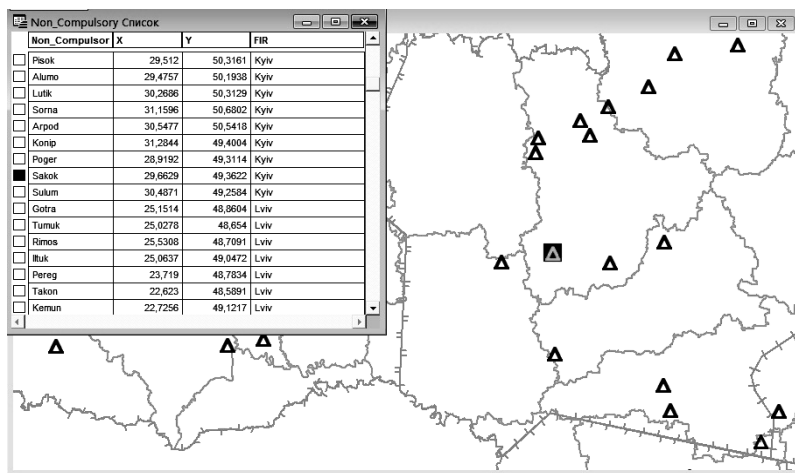 Non_Compulsory Список
Non_Compulsor X Y FIR
Pisok 29,512 50,3161 Kyiv
Alumo 29,4757 50,1938 Kyiv
Lutik 30,2686 50,3129 Kyiv
Sorna 31,1596 50,6802 Kyiv
Arpod 30,5477 50,5418 Kyiv
Konip 31,2844 49,4004 Kyiv
Poger 28,9192 49,3114 Kyiv
Sakok 29,6629 49,3622 Kyiv
Sulum 30,4871 49,2584 Kyiv
Gotra 25,1514 48,8604 Lviv
Tumuk 25,0278 48,654 Lviv
Rimos 25,5308 48,7091 Lviv
Iltuk 25,0637 49,0472 Lviv
Pereg 23,719 48,7834 Lviv
Takon 22,623 48,5891 Lviv
Kemun 22,7256 49,1217 Lviv